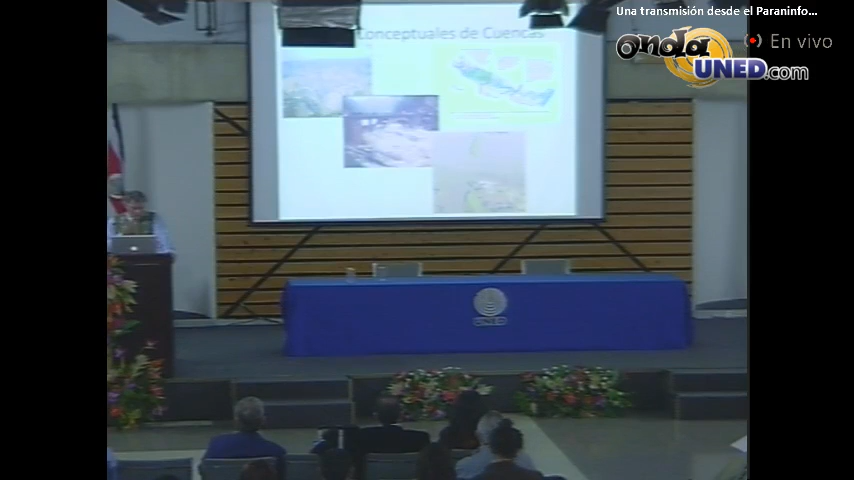 Una transmisión desde el Paraninfo...
onda
UNED.com
En vivo
Conceptuales de Cuencas
UNED